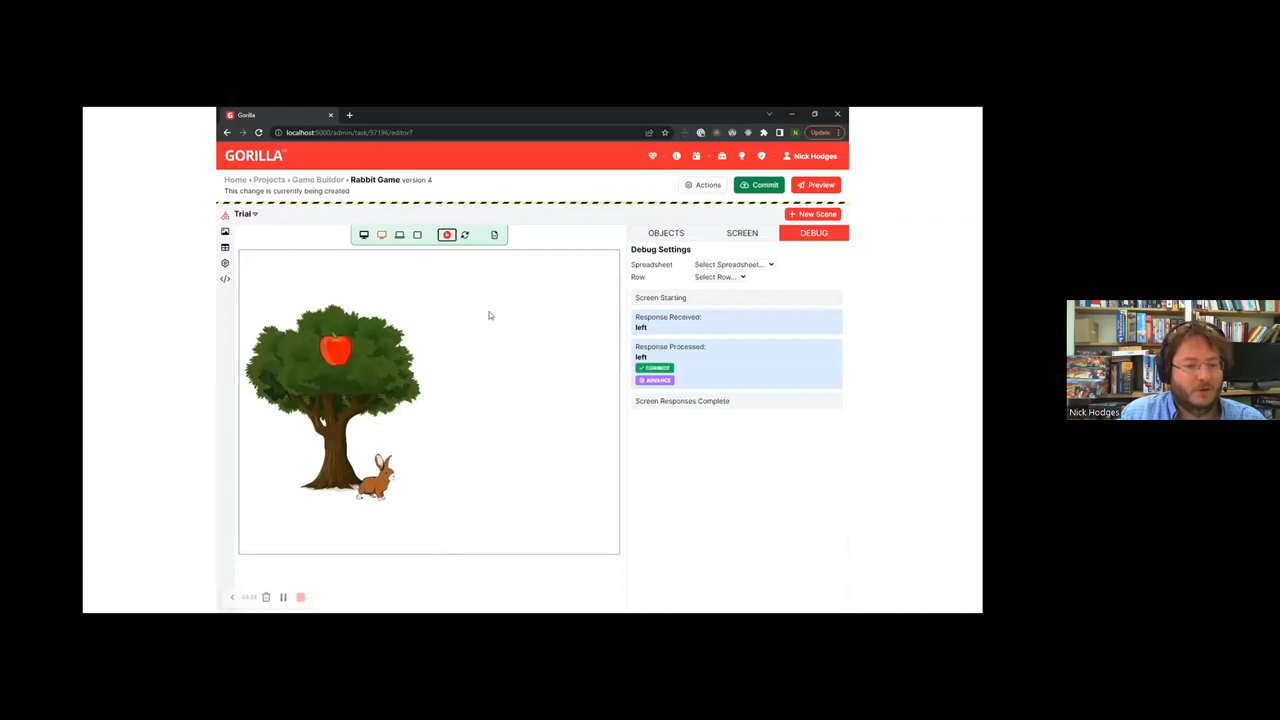 Gorilla
localhost:9000/admin/task/97196/editor?
N
Update
GORILLA
Nick Hodges
Home › Projects › Game Builder › Rabbit Game version 4
This change is currently being created
Actions
Commit
Preview
Trial
+ New Scene
OBJECTS
SCREEN
DEBUG
Debug Settings
Spreadsheet
Select Spreadsheet...
Row
Select Row...
Screen Starting
Response Received:
left
Response Processed:
left
CORRECT
ADVANCE
Screen Responses Complete
Nick Hodges